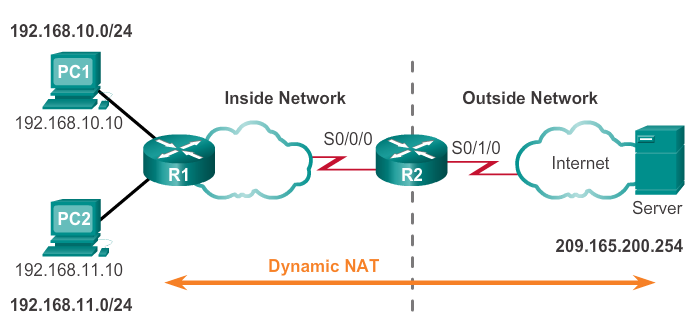 192.168.10.0/24
PC1
192.168.10.10
Inside Network
Outside Network
S0/0/0
S0/1/0
R1
R2
Internet
Server
PC2
192.168.11.10
209.165.200.254
Dynamic NAT
192.168.11.0/24